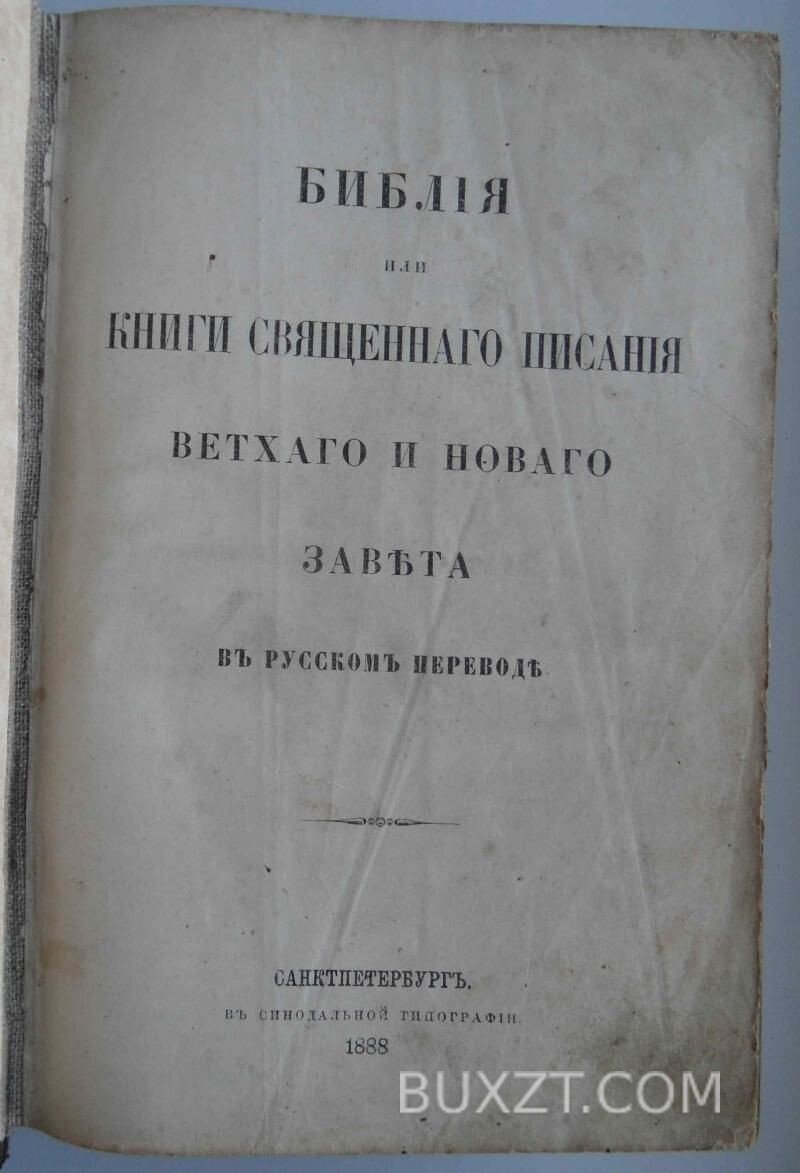 БИБЛІЯ
ИЛИ
КНИГИ СВЯЩЕННАГО ПИСАНІЯ
ВЕТХАГО И НОВАГО
ЗАВѢТА
ВЪ РУССКОМЪ ПЕРЕВОДѢ
САНКТПЕТЕРБУРГЪ.
ВЪ СИНОДАЛЬНОЙ ТИПОГРАФІИ.
1888
BUXZT.COM